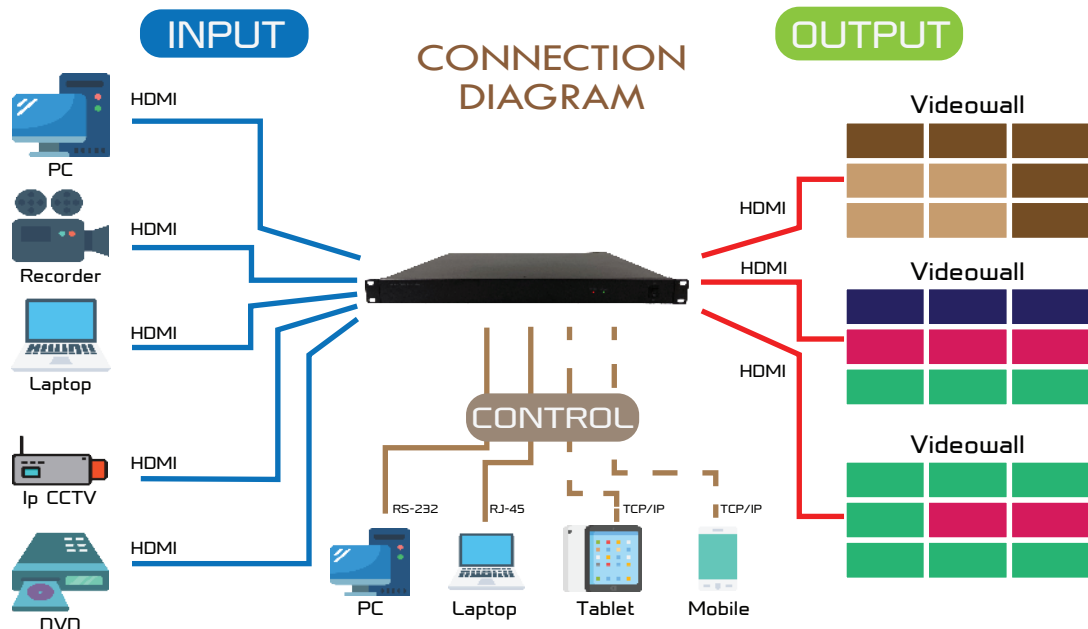 INPUT
OUTPUT
CONNECTION
DIAGRAM
HDMI
PC
HDMI
Recorder
HDMI
Laptop
HDMI
Ip CCTV
HDMI
DVD
Videowall
HDMI
Videowall
HDMI
Videowall
HDMI
CONTROL
RS-232
RJ-45
TCP/IP
TCP/IP
PC
Laptop
Tablet
Mobile